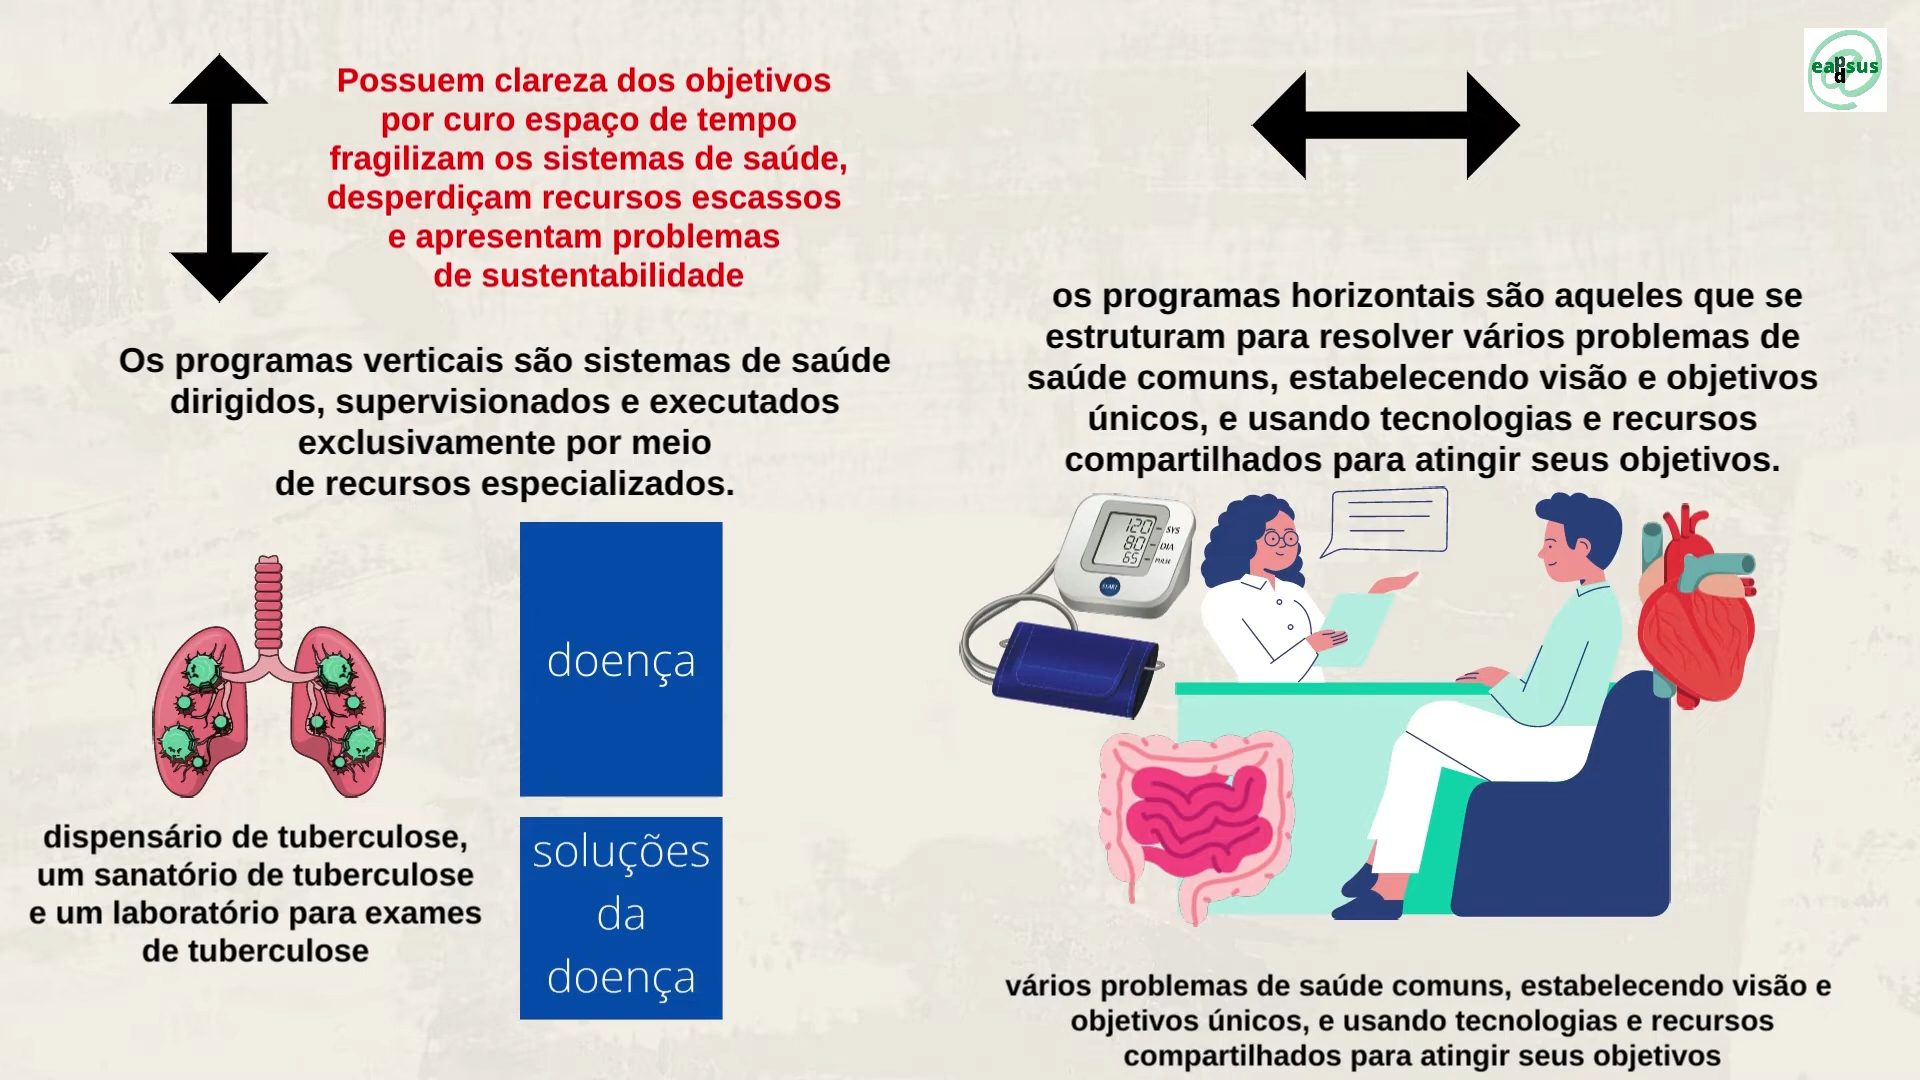 Possuem clareza dos objetivos
por curo espaço de tempo
fragilizam os sistemas de saúde,
desperdiçam recursos escassos
e apresentam problemas
de sustentabilidade
Os programas verticais são sistemas de saúde
dirigidos, supervisionados e executados
exclusivamente por meio
de recursos especializados.
doença
soluções
da
doença
dispensário de tuberculose,
um sanatório de tuberculose
e um laboratório para exames
de tuberculose
os programas horizontais são aqueles que se
estruturam para resolver vários problemas de
saúde comuns, estabelecendo visão e objetivos
únicos, e usando tecnologias e recursos
compartilhados para atingir seus objetivos.
120 SYS
80 DIA
65 PULSE
START
vários problemas de saúde comuns, estabelecendo visão e
objetivos únicos, e usando tecnologias e recursos
compartilhados para atingir seus objetivos